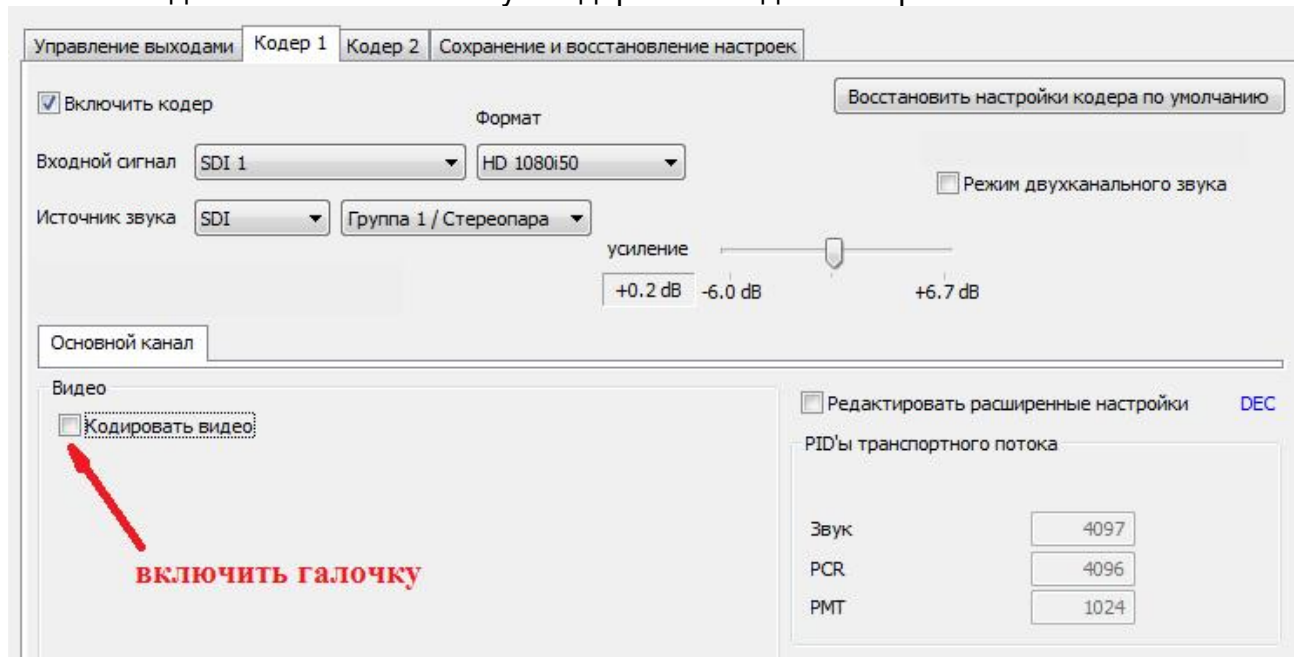 Управление выходами Кодер 1 Кодер 2 Сохранение и восстановление настроек
Включить кодер
Восстановить настройки кодера по умолчанию
Формат
Входной сигнал SDI 1 HD 1080i50
Режим двухканального звука
Источник звука SDI Группа 1 / Стереопара
усиление
+0.2 dB -6.0 dB +6.7 dB
Основной канал
Видео
Кодировать видео
Редактировать расширенные настройки DEC
PID'ы транспортного потока
Звук 4097
PCR 4096
PMT 1024
включить галочку